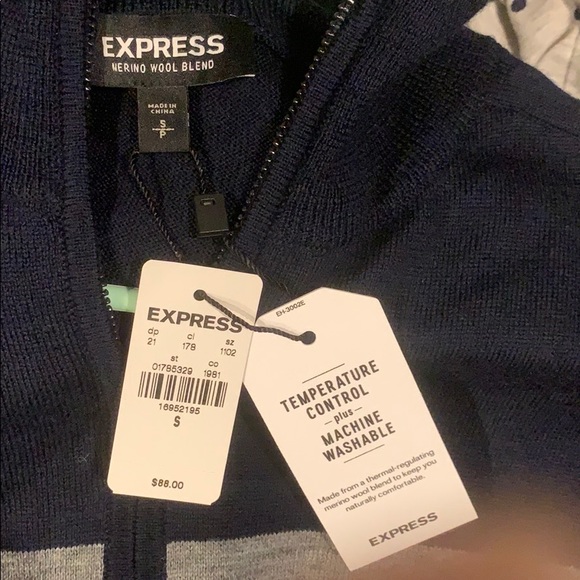 EXPRESS
MERINO WOOL BLEND
MADE IN
CHINA
S
P
EXPRESS
dp cl sz
21 178 1102
st co
01785329 1981
16952195
S
$88.00
EH-3002E
TEMPERATURE
CONTROL
plus
MACHINE
WASHABLE
Made from a thermal-regulating
merino wool blend to keep you
naturally comfortable.
EXPRESS